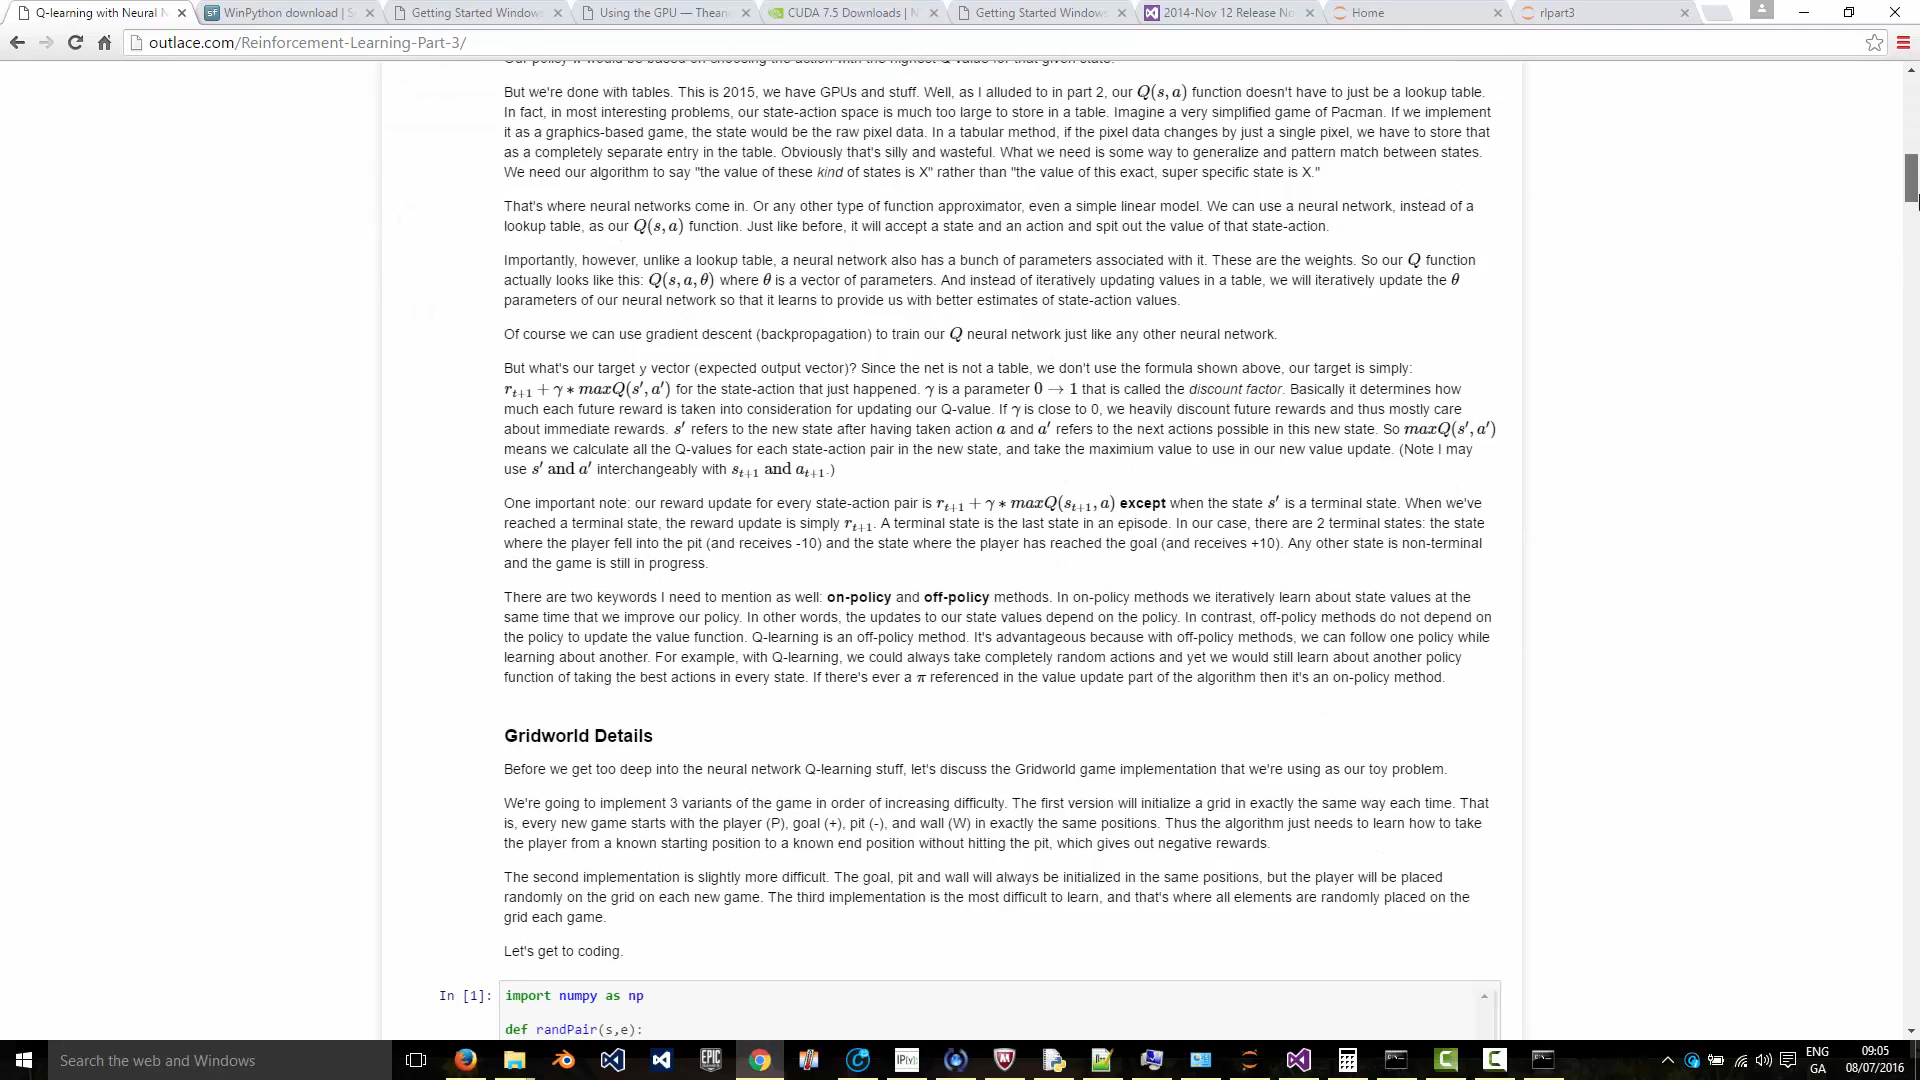 Q-learning with Neural N
WinPython download | S
Getting Started Windows
Using the GPU — Thean
CUDA 7.5 Downloads | N
Getting Started Windows
2014-Nov 12 Release No
Home
rlpart3
outlace.com/Reinforcement-Learning-Part-3/
Our policy π would be based on choosing the action with the highest Q value for that given state.
But we're done with tables. This is 2015, we have GPUs and stuff. Well, as I alluded to in part 2, our Q(s, a) function doesn't have to just be a lookup table.
In fact, in most interesting problems, our state-action space is much too large to store in a table. Imagine a very simplified game of Pacman. If we implement
it as a graphics-based game, the state would be the raw pixel data. In a tabular method, if the pixel data changes by just a single pixel, we have to store that
as a completely separate entry in the table. Obviously that's silly and wasteful. What we need is some way to generalize and pattern match between states.
We need our algorithm to say "the value of these kind of states is X" rather than "the value of this exact, super specific state is X."
That's where neural networks come in. Or any other type of function approximator, even a simple linear model. We can use a neural network, instead of a
lookup table, as our Q(s, a) function. Just like before, it will accept a state and an action and spit out the value of that state-action.
Importantly, however, unlike a lookup table, a neural network also has a bunch of parameters associated with it. These are the weights. So our Q function
actually looks like this: Q(s, a, θ) where θ is a vector of parameters. And instead of iteratively updating values in a table, we will iteratively update the θ
parameters of our neural network so that it learns to provide us with better estimates of state-action values.
Of course we can use gradient descent (backpropagation) to train our Q neural network just like any other neural network.
But what's our target y vector (expected output vector)? Since the net is not a table, we don't use the formula shown above, our target is simply:
rₜ₊₁ + γ ∗ maxQ(s′, a′) for the state-action that just happened. γ is a parameter 0 → 1 that is called the discount factor. Basically it determines how
much each future reward is taken into consideration for updating our Q-value. If γ is close to 0, we heavily discount future rewards and thus mostly care
about immediate rewards. s′ refers to the new state after having taken action a and a′ refers to the next actions possible in this new state. So maxQ(s′, a′)
means we calculate all the Q-values for each state-action pair in the new state, and take the maximium value to use in our new value update. (Note I may
use s′ and a′ interchangeably with sₜ₊₁ and aₜ₊₁.)
One important note: our reward update for every state-action pair is rₜ₊₁ + γ ∗ maxQ(sₜ₊₁, a) except when the state s′ is a terminal state. When we've
reached a terminal state, the reward update is simply rₜ₊₁. A terminal state is the last state in an episode. In our case, there are 2 terminal states: the state
where the player fell into the pit (and receives -10) and the state where the player has reached the goal (and receives +10). Any other state is non-terminal
and the game is still in progress.
There are two keywords I need to mention as well: on-policy and off-policy methods. In on-policy methods we iteratively learn about state values at the
same time that we improve our policy. In other words, the updates to our state values depend on the policy. In contrast, off-policy methods do not depend on
the policy to update the value function. Q-learning is an off-policy method. It's advantageous because with off-policy methods, we can follow one policy while
learning about another. For example, with Q-learning, we could always take completely random actions and yet we would still learn about another policy
function of taking the best actions in every state. If there's ever a π referenced in the value update part of the algorithm then it's an on-policy method.
Gridworld Details
Before we get too deep into the neural network Q-learning stuff, let's discuss the Gridworld game implementation that we're using as our toy problem.
We're going to implement 3 variants of the game in order of increasing difficulty. The first version will initialize a grid in exactly the same way each time. That
is, every new game starts with the player (P), goal (+), pit (-), and wall (W) in exactly the same positions. Thus the algorithm just needs to learn how to take
the player from a known starting position to a known end position without hitting the pit, which gives out negative rewards.
The second implementation is slightly more difficult. The goal, pit and wall will always be initialized in the same positions, but the player will be placed
randomly on the grid on each new game. The third implementation is the most difficult to learn, and that's where all elements are randomly placed on the
grid each game.
Let's get to coding.
In [1]: import numpy as np
def randPair(s,e):
Search the web and Windows
EPIC
IP[y]:
ENG
GA
09:05
08/07/2016